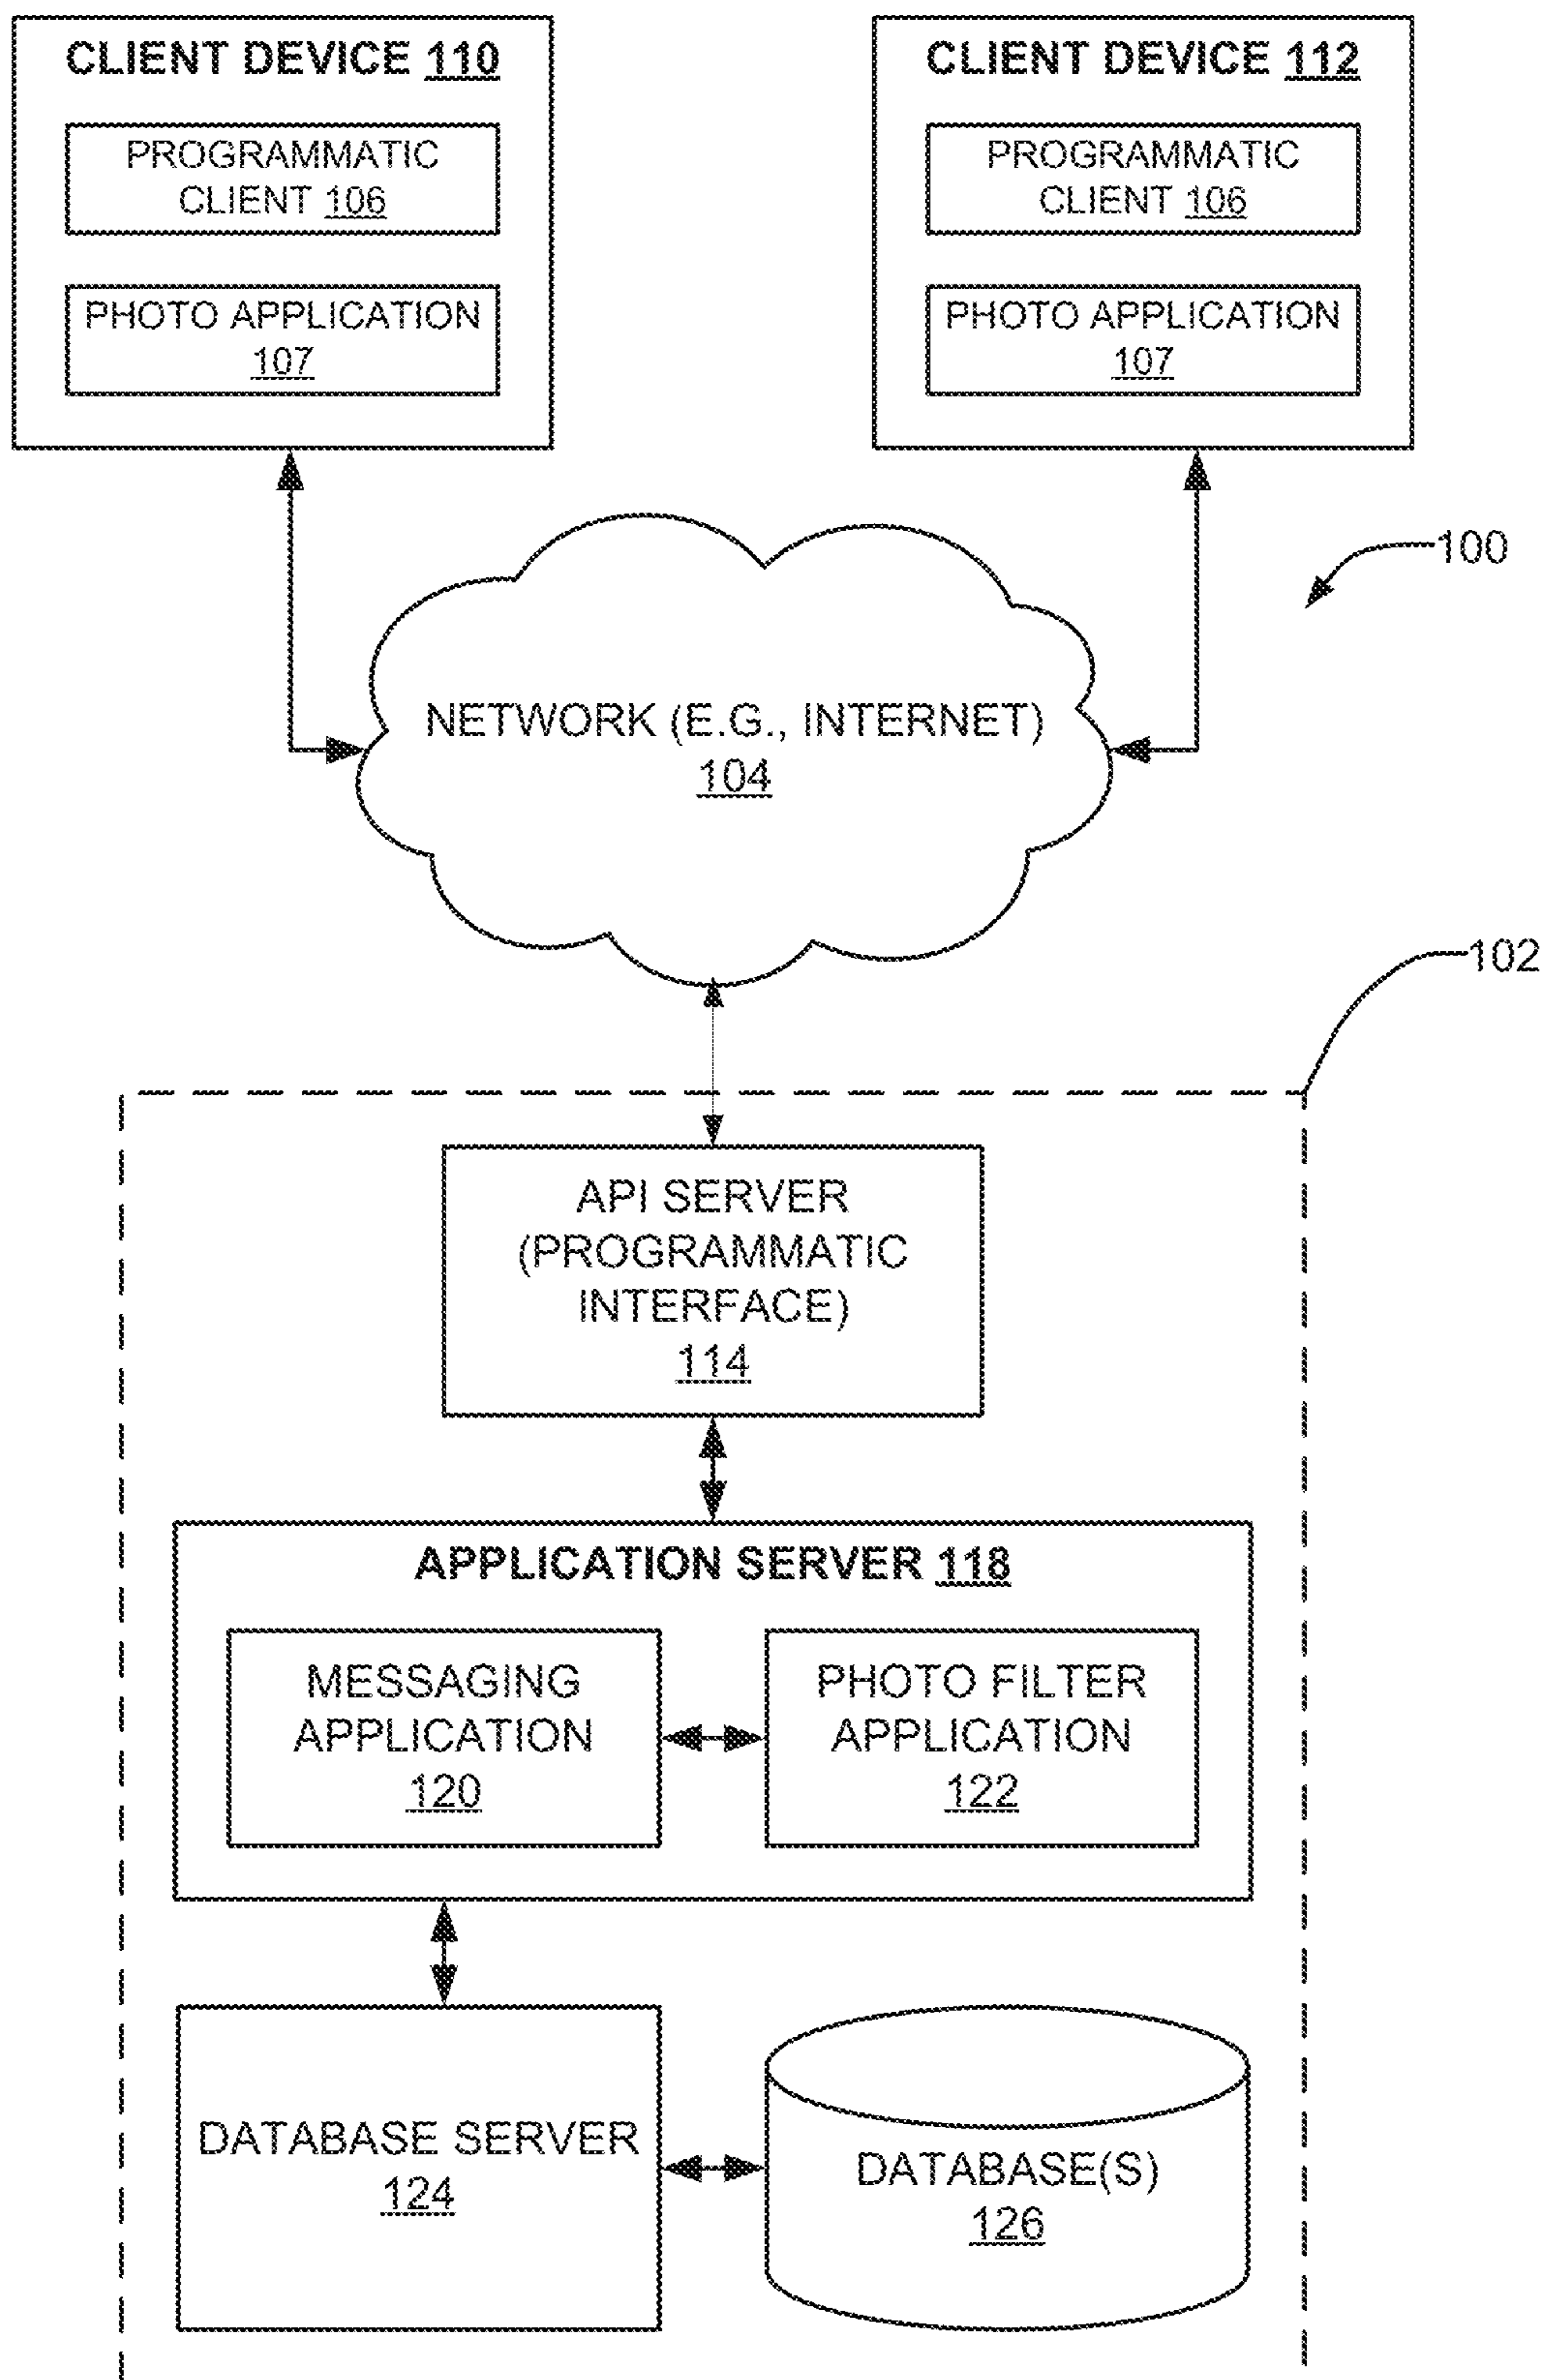 CLIENT DEVICE 110
PROGRAMMATIC
CLIENT 106
PHOTO APPLICATION
107
CLIENT DEVICE 112
PROGRAMMATIC
CLIENT 106
PHOTO APPLICATION
107
100
NETWORK (E.G., INTERNET)
104
102
API SERVER
(PROGRAMMATIC
INTERFACE)
114
APPLICATION SERVER 118
MESSAGING
APPLICATION
120
PHOTO FILTER
APPLICATION
122
DATABASE SERVER
124
DATABASE(S)
126